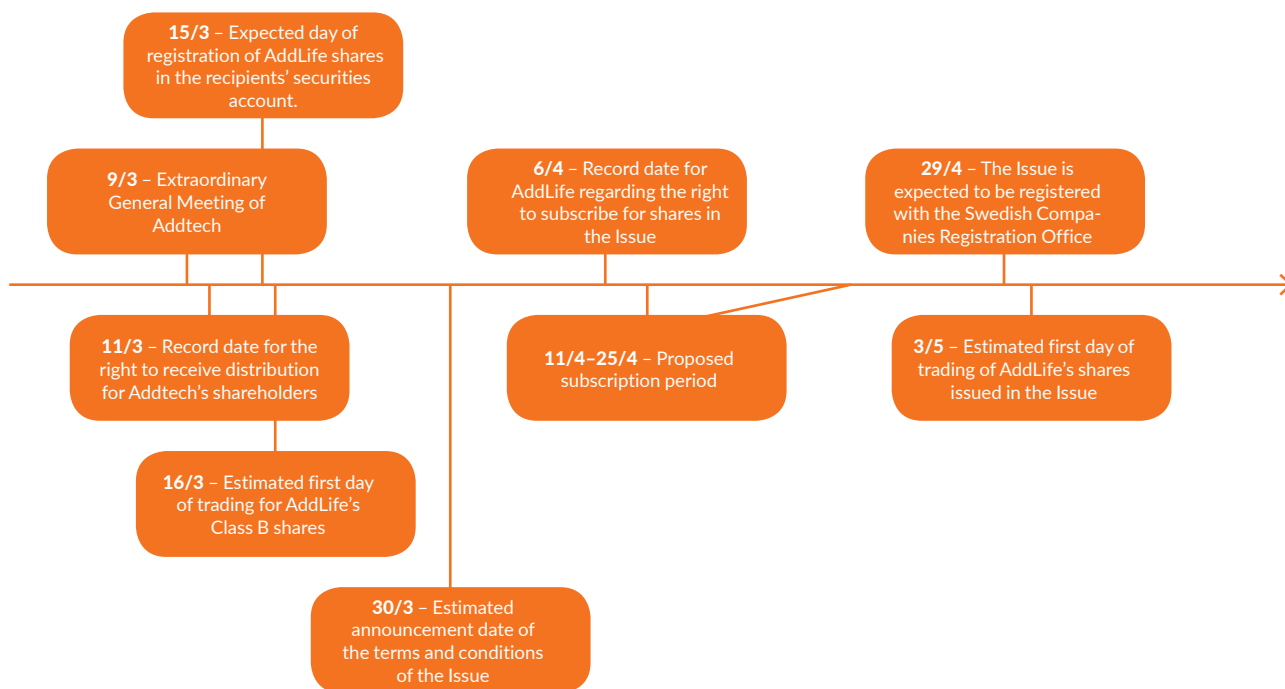 15/3 – Expected day of
registration of AddLife shares
in the recipients’ securities
account.
9/3 – Extraordinary
General Meeting of
Addtech
6/4 – Record date for
AddLife regarding the right
to subscribe for shares in
the Issue
29/4 – The Issue is
expected to be registered
with the Swedish Compa-
nies Registration Office
11/3 – Record date for the
right to receive distribution
for Addtech’s shareholders
11/4–25/4 – Proposed
subscription period
3/5 – Estimated first day of
trading of AddLife’s shares
issued in the Issue
16/3 – Estimated first day
of trading for AddLife’s
Class B shares
30/3 – Estimated
announcement date of
the terms and conditions
of the Issue